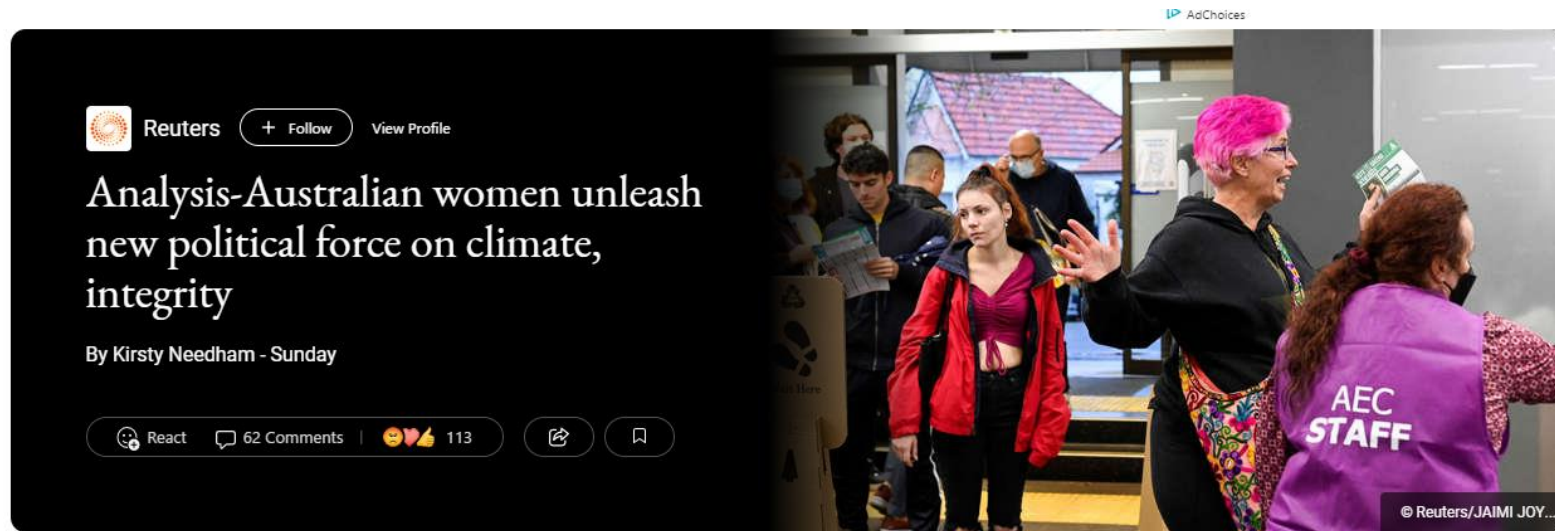 AdChoices
Reuters
+ Follow
View Profile
Analysis-Australian women unleash
new political force on climate,
integrity
By Kirsty Needham - Sunday
React
62 Comments
113
Here
AEC
STAFF
© Reuters/JAIMI JOY...